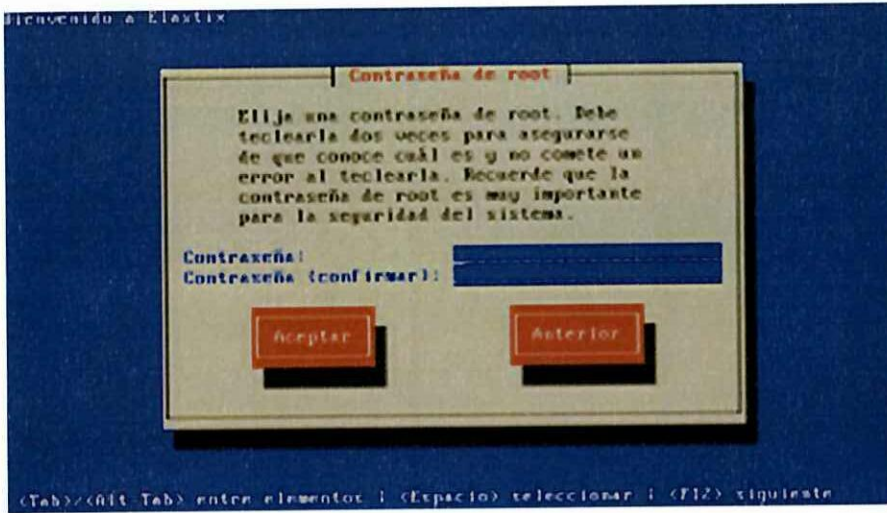 Bienvenido a Elastix
Contraseña de root
Elija una contraseña de root. Debe
teclearla dos veces para asegurarse
de que conoce cuál es y no comete un
error al teclearla. Recuerde que la
contraseña de root es muy importante
para la seguridad del sistema.
Contraseña:
Contraseña (confirmar):
Aceptar
Anterior
<Tab>/<Alt-Tab> entre elementos | <Espacio> seleccionar | <F12> siguiente